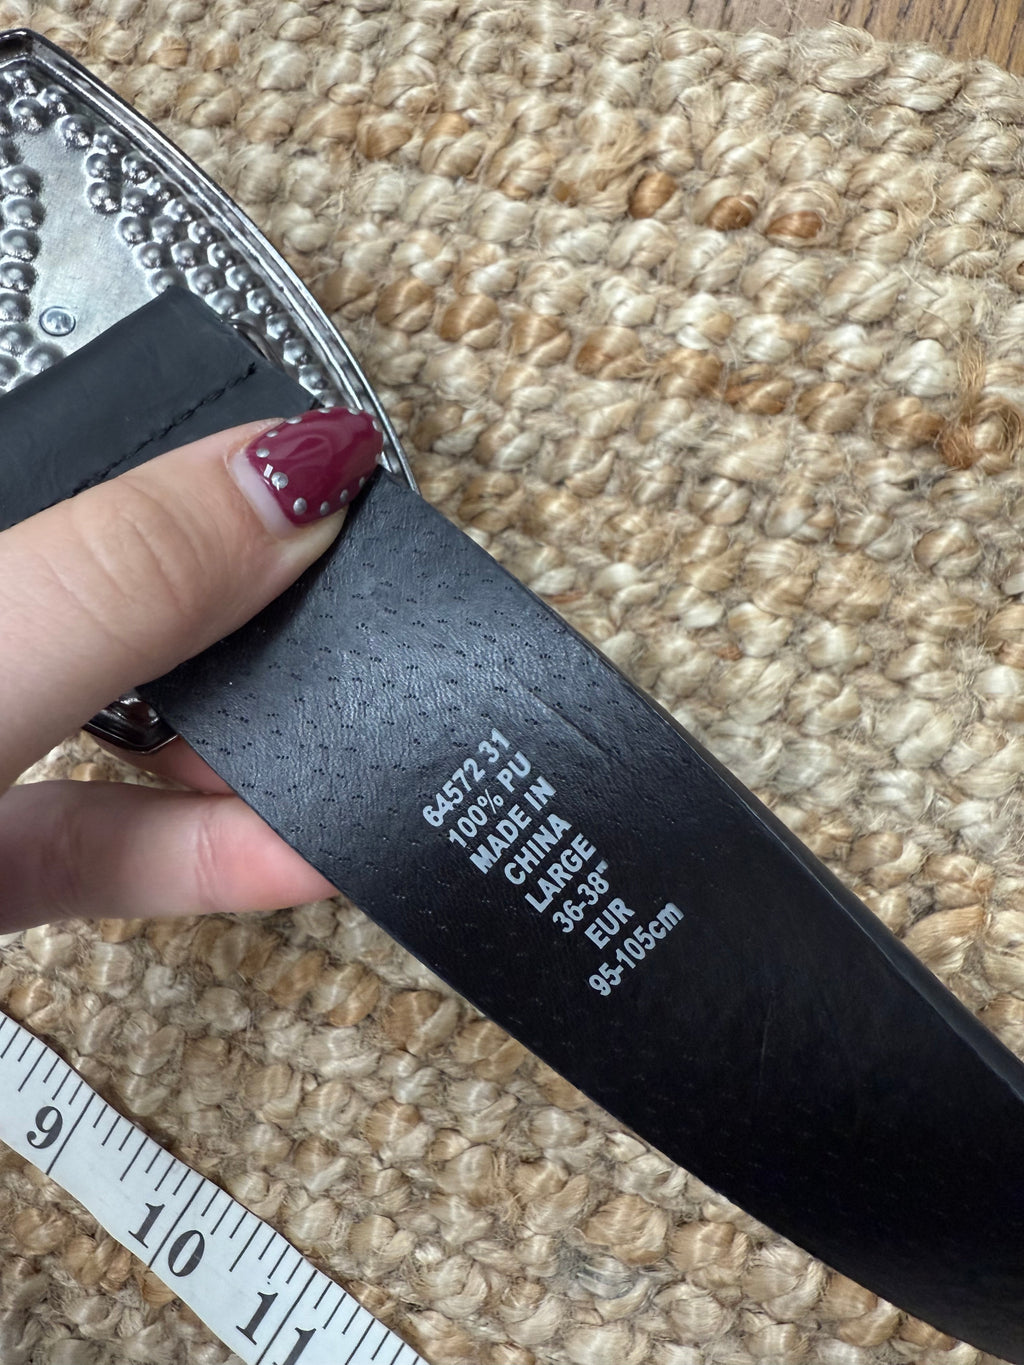 64572 31
100% PU
MADE IN
CHINA
LARGE
36-38"
EUR
95-105cm
9
10
11